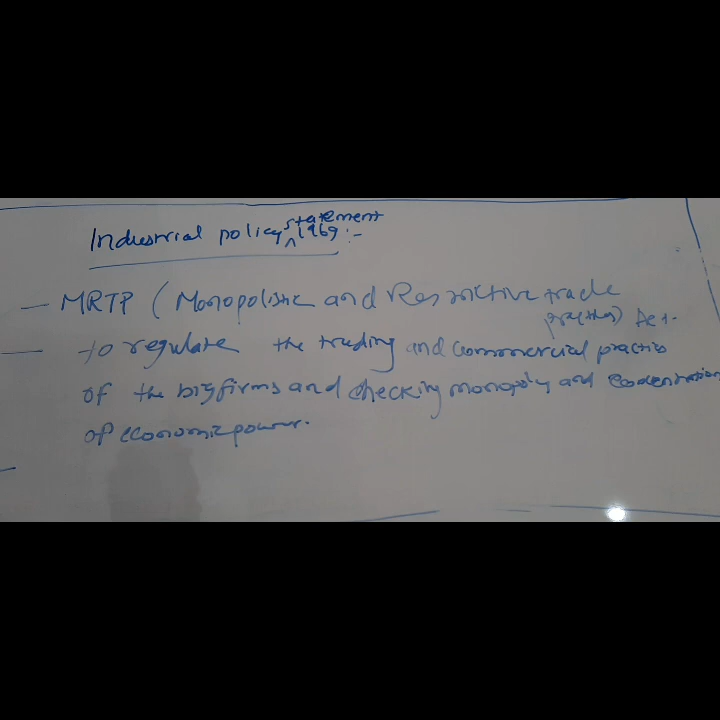 Industrial policy statement 1969 :-
— MRTP ( Monopolistic and Restrictive trade
practices) Act.
— to regulate the trading and commercial practices
of the big firms and checking monopoly and concentration
of economic power.